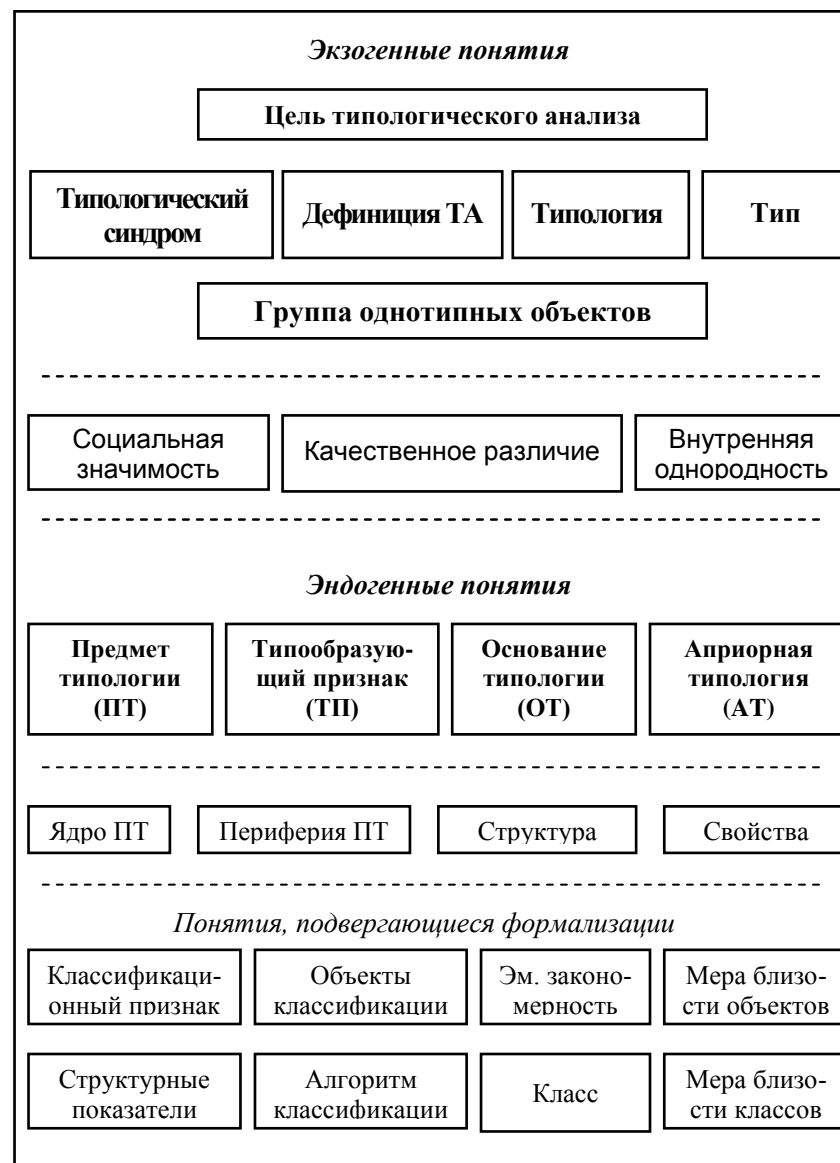 Экзогенные понятия
Цель типологического анализа
Типологический
синдром
Дефиниция ТА
Типология
Тип
Группа однотипных объектов
Социальная
значимость
Качественное различие
Внутренняя
однородность
Эндогенные понятия
Предмет
типологии
(ПТ)
Типообразую-
щий признак
(ТП)
Основание
типологии
(ОТ)
Априорная
типология
(АТ)
Ядро ПТ
Периферия ПТ
Структура
Свойства
Понятия, подвергающиеся формализации
Классификаци-
онный признак
Объекты
классификации
Эм. законо-
мерность
Мера близо-
сти объектов
Структурные
показатели
Алгоритм
классификации
Класс
Мера близо-
сти классов